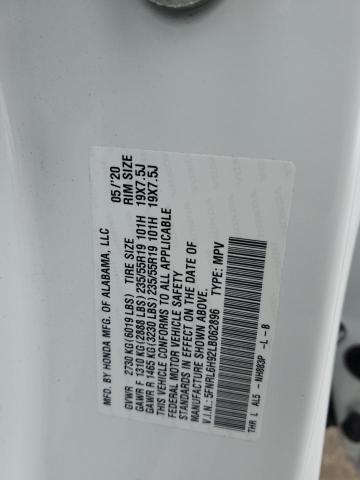 MFD. BY HONDA MFG. OF ALABAMA, LLC 05/'20
GVWR 2730 KG(6019 LBS) TIRE SIZE RIM SIZE
GAWR F 1310 KG(2888 LBS) 235/55R19 101H 19X7.5J
GAWR R 1465 KG(3230 LBS) 235/55R19 101H 19X7.5J
THIS VEHICLE CONFORMS TO ALL APPLICABLE
FEDERAL MOTOR VEHICLE SAFETY
STANDARDS IN EFFECT ON THE DATE OF
MANUFACTURE SHOWN ABOVE.
V.I.N.: 5FNRL6H92LB062896 TYPE: MPV
THR L AL5 -NH883P -L -B